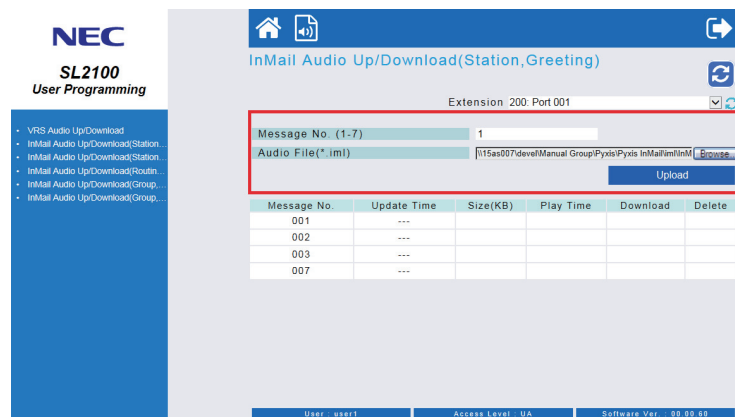 NEC
SL2100
User Programming
VRS Audio Up/Download
InMail Audio Up/Download(Station...
InMail Audio Up/Download(Station...
InMail Audio Up/Download(Routin...
InMail Audio Up/Download(Group,...
InMail Audio Up/Download(Group,...
InMail Audio Up/Download(Station,Greeting)
Extension 200: Port 001
Message No. (1-7) 1
Audio File(*.iml) \\15as007\devel\Manual Group\Pyxis\Pyxis InMail\iml\InM Browse...
Upload
Message No. Update Time Size(KB) Play Time Download Delete
001 ---
002 ---
003 ---
007 ---
User : user1 Access Level : UA Software Ver. : 00.00.60